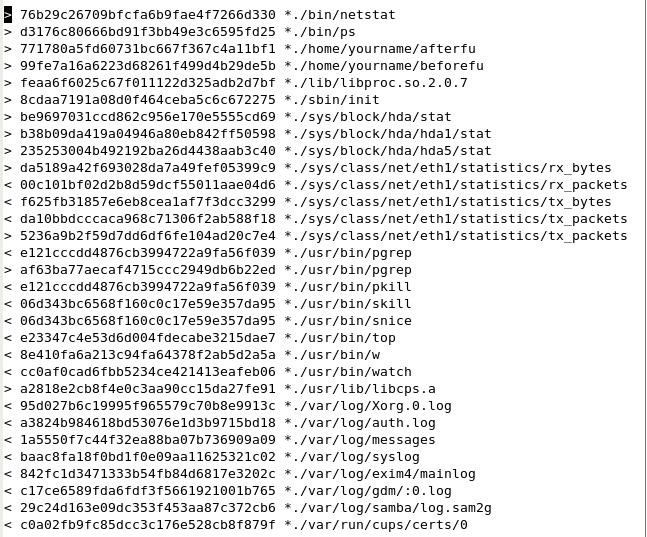 > 76b29c26709bfcfa6b9fae4f7266d330 *./bin/netstat
> d3176c80666bd91f3bb49e3c6595fd25 *./bin/ps
> 771780a5fd60731bc667f367c4a11bf1 *./home/yourname/afterfu
> 99fe7a16a6223d68261f499d4b29de5b *./home/yourname/beforefu
> feaa6f6025c67f011122d325adb2d7bf *./lib/libproc.so.2.0.7
> 8cdaa7191a08d0f464ceba5c6c672275 *./sbin/init
> be9697031ccd862c956e170e5555cd69 *./sys/block/hda/stat
> b38b09da419a04946a80eb842ff50598 *./sys/block/hda/hda1/stat
> 235253004b492192ba26d4438aab3c40 *./sys/block/hda/hda5/stat
> da5189a42f693028da7a49fef05399c9 *./sys/class/net/eth1/statistics/rx_bytes
< 00c101bf02d2b8d59dcf55011aae04d6 *./sys/class/net/eth1/statistics/rx_packets
< f625fb31857e6eb8cea1af7f3dcc3299 *./sys/class/net/eth1/statistics/tx_bytes
< da10bbdcccaca968c71306f2ab588f18 *./sys/class/net/eth1/statistics/tx_packets
> 5236a9b2f59d7dd6df6fe104ad20c7e4 *./sys/class/net/eth1/statistics/tx_packets
< e121cccdd4876cb3994722a9fa56f039 *./usr/bin/pgrep
> af63ba77aecaf4715ccc2949db6b22ed *./usr/bin/pgrep
< e121cccdd4876cb3994722a9fa56f039 *./usr/bin/pkill
< 06d343bc6568f160c0c17e59e357da95 *./usr/bin/skill
< 06d343bc6568f160c0c17e59e357da95 *./usr/bin/snice
< e23347c4e53d6d004fdecabe3215dae7 *./usr/bin/top
< 8e410fa6a213c94fa64378f2ab5d2a5a *./usr/bin/w
< cc0af0cad6fbb5234ce421413eafeb06 *./usr/bin/watch
> a2818e2cb8f4e0c3aa90cc15da27fe91 *./usr/lib/libcps.a
< 95d027b6c19995f965579c70b8e9913c *./var/log/Xorg.0.log
< a3824b984618bd53076e1d3b9715bd18 *./var/log/auth.log
< 1a5550f7c44f32ea88ba07b736909a09 *./var/log/messages
< baac8fa18f0bd1f0e09aa11625321c02 *./var/log/syslog
< 842fc1d3471333b54fb84d6817e3202c *./var/log/exim4/mainlog
< c17ce6589fda6fdf3f5661921001b765 *./var/log/gdm/:0.log
< 29c24d163e09dc353f453aa87c372cb6 *./var/log/samba/log.sam2g
< c0a02fb9fc85dcc3c176e528cb8f879f *./var/run/cups/certs/0